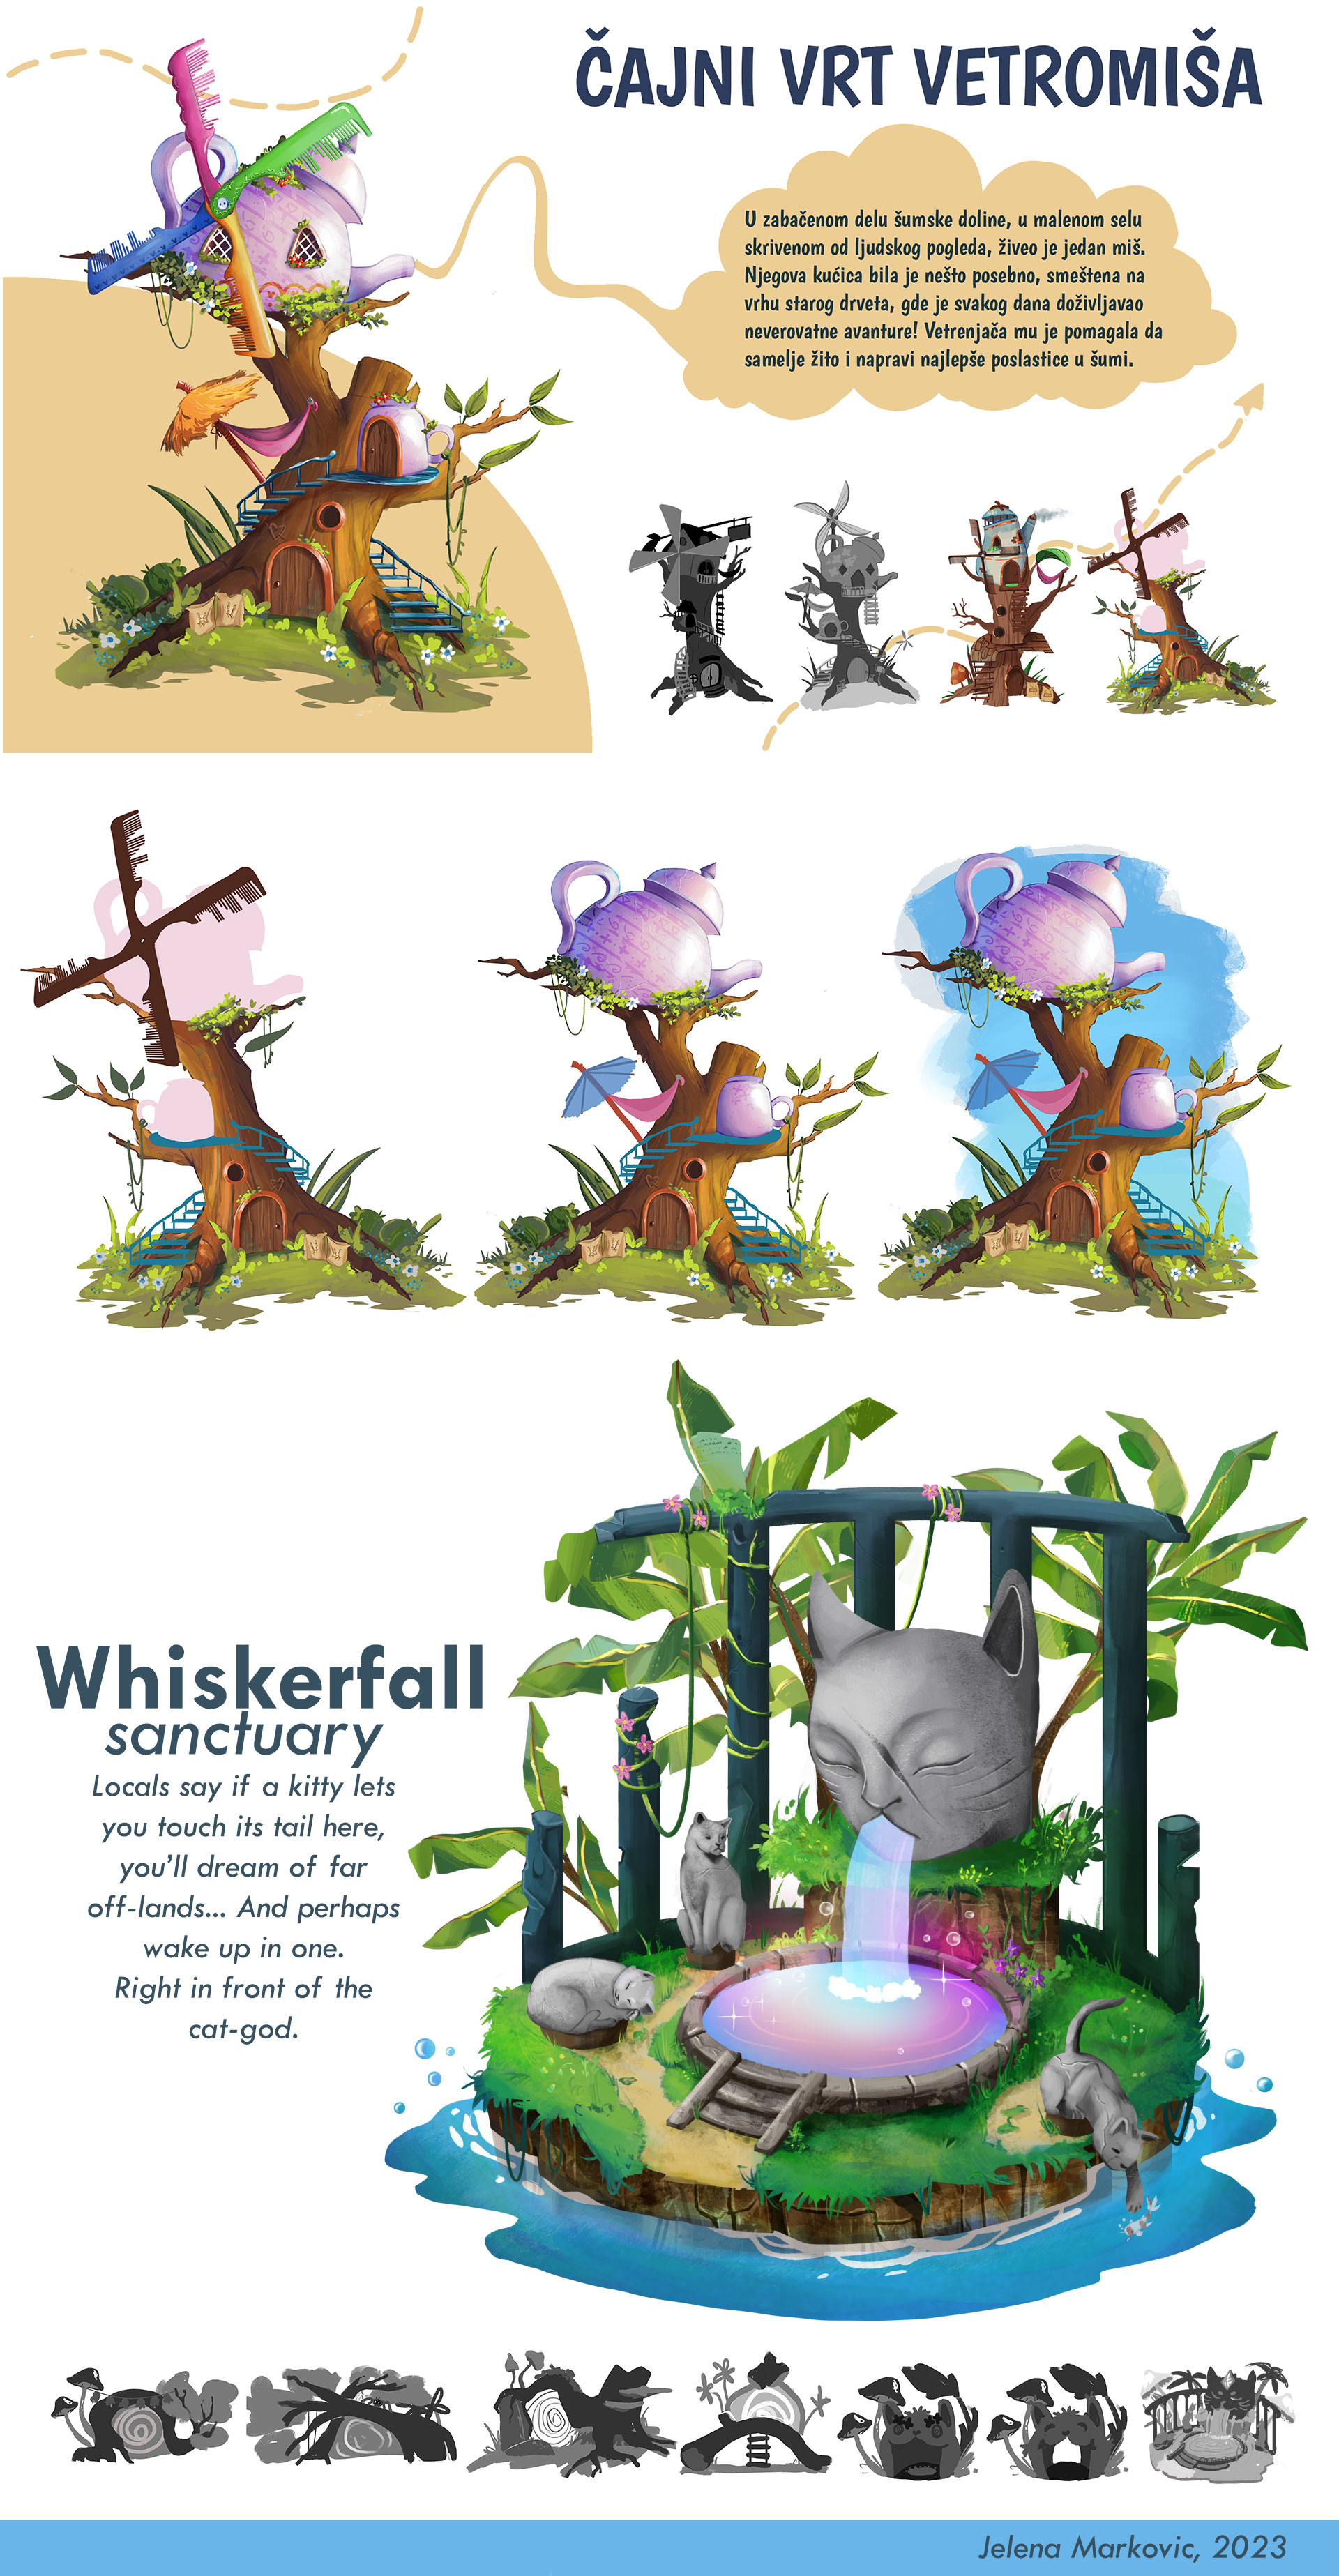 ČAJNI VRT VETROMIŠA
U zabačenom delu šumske doline, u malenom selu
skrivenom od ljudskog pogleda, živeo je jedan miš.
Njegova kućica bila je nešto posebno, smeštena na
vrhu starog drveta, gde je svakog dana doživljavao
neverovatne avanture! Vetrenjača mu je pomagala da
samelje žito i napravi najlepše poslastice u šumi.
Whiskerfall
sanctuary
Locals say if a kitty lets
you touch its tail here,
you'll dream of far
off-lands... And perhaps
wake up in one.
Right in front of the
cat-god.
Jelena Markovic, 2023